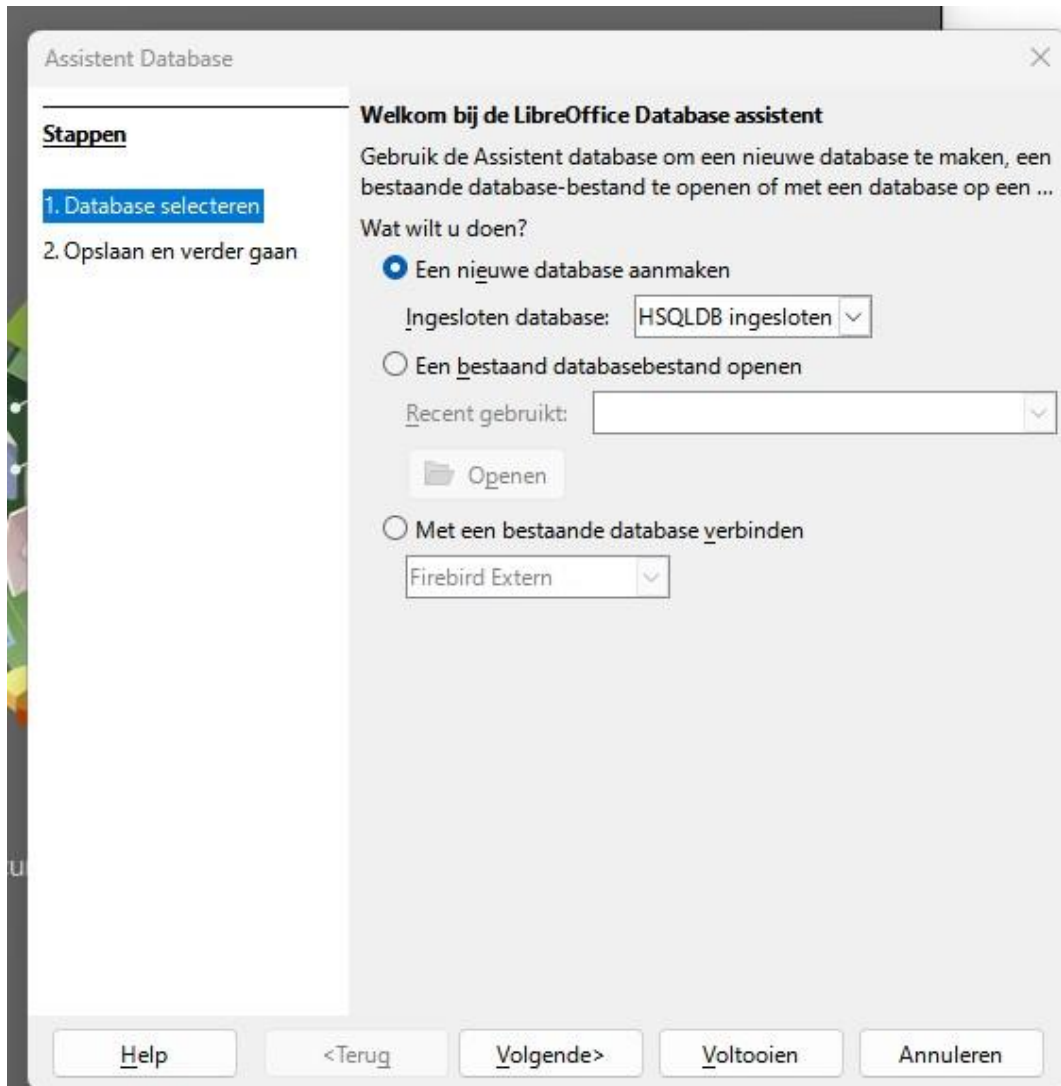 Assistent Database
Stappen
1. Database selecteren
2. Opslaan en verder gaan
Welkom bij de LibreOffice Database assistent
Gebruik de Assistent database om een nieuwe database te maken, een
bestaande database-bestand te openen of met een database op een ...
Wat wilt u doen?
Een nieuwe database aanmaken
Ingesloten database: HSQLDB ingesloten
Een bestaand databasebestand openen
Recent gebruikt:
Openen
Met een bestaande database verbinden
Firebird Extern
Help <Terug Volgende> Voltooien Annuleren